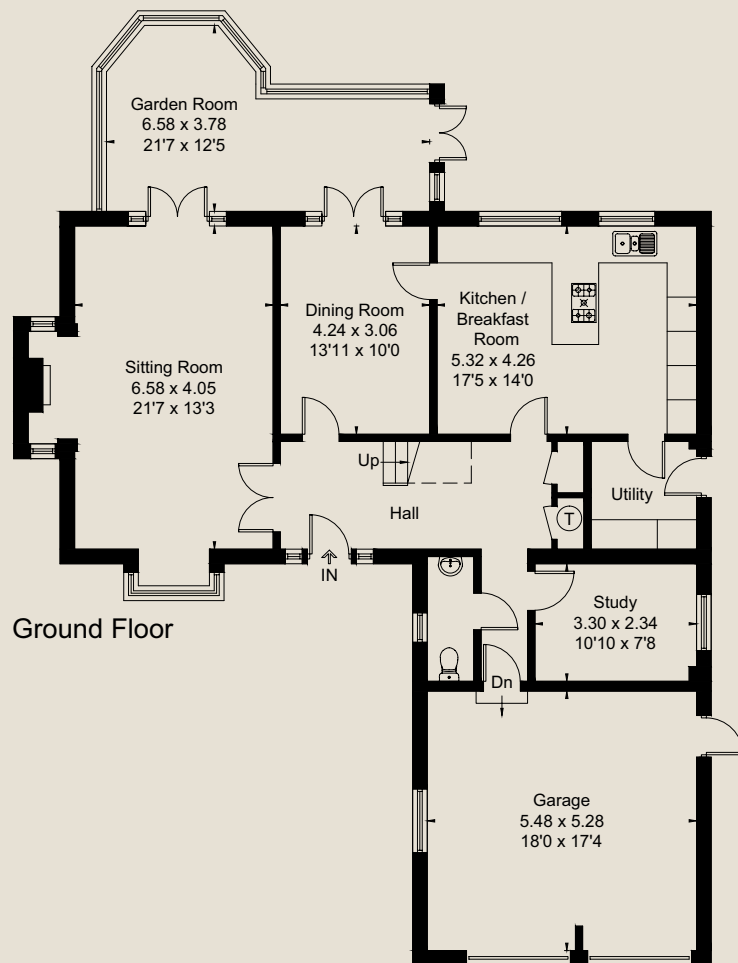 Garden Room
6.58 x 3.78
21'7 x 12'5
Dining Room
4.24 x 3.06
13'11 x 10'0
Kitchen /
Breakfast
Room
5.32 x 4.26
17'5 x 14'0
Sitting Room
6.58 x 4.05
21'7 x 13'3
Up
Hall
Utility
T
IN
Ground Floor
Study
3.30 x 2.34
10'10 x 7'8
Dn
Garage
5.48 x 5.28
18'0 x 17'4